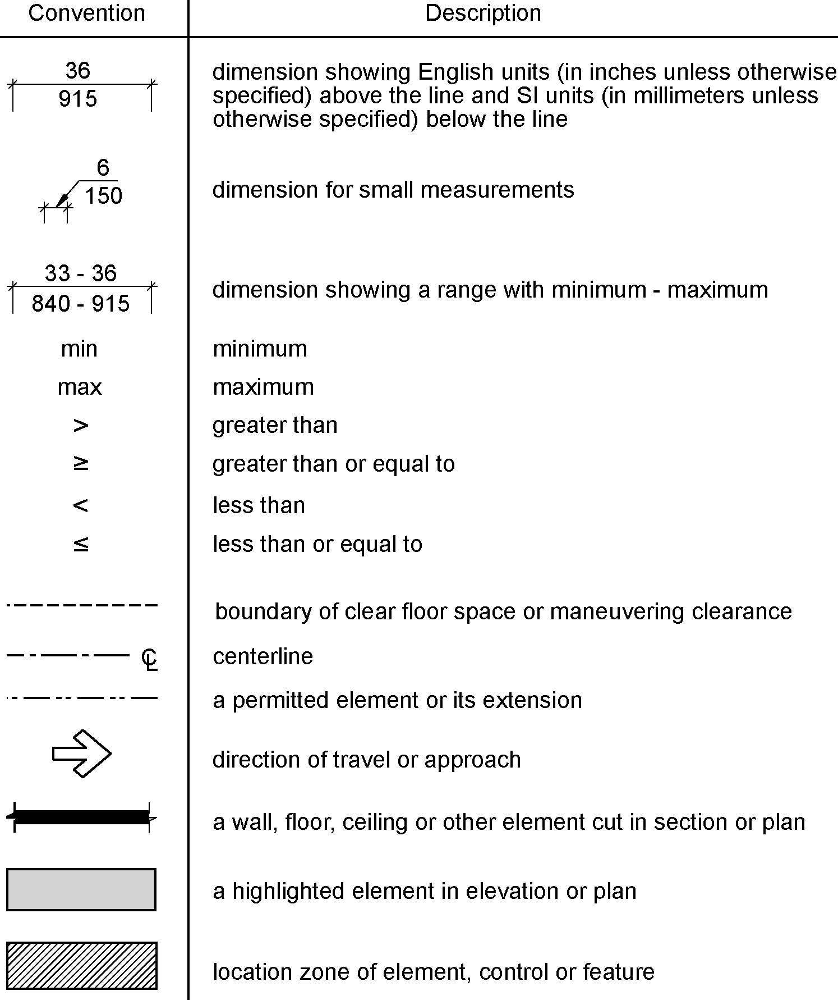 Convention Description
36
915
dimension showing English units (in inches unless otherwise
specified) above the line and SI units (in millimeters unless
otherwise specified) below the line
6
150
dimension for small measurements
33 - 36
840 - 915
dimension showing a range with minimum - maximum
min minimum
max maximum
> greater than
≥ greater than or equal to
< less than
≤ less than or equal to
boundary of clear floor space or maneuvering clearance
℄ centerline
a permitted element or its extension
direction of travel or approach
a wall, floor, ceiling or other element cut in section or plan
a highlighted element in elevation or plan
location zone of element, control or feature